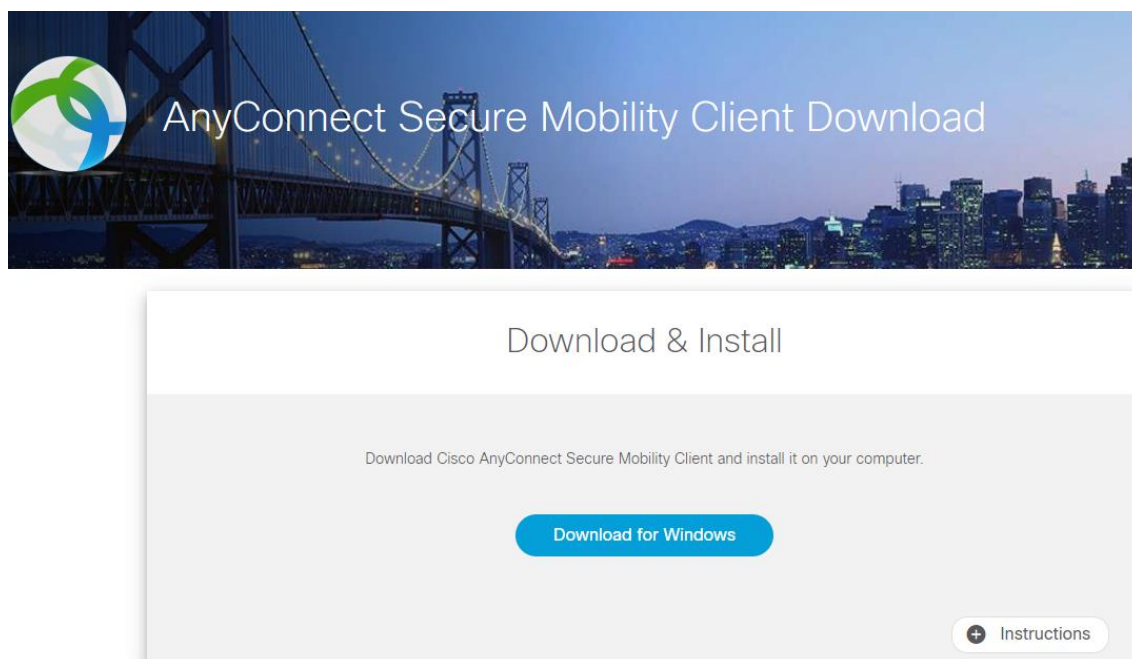 AnyConnect Secure Mobility Client Download
Download & Install
Download Cisco AnyConnect Secure Mobility Client and install it on your computer.
Download for Windows
Instructions